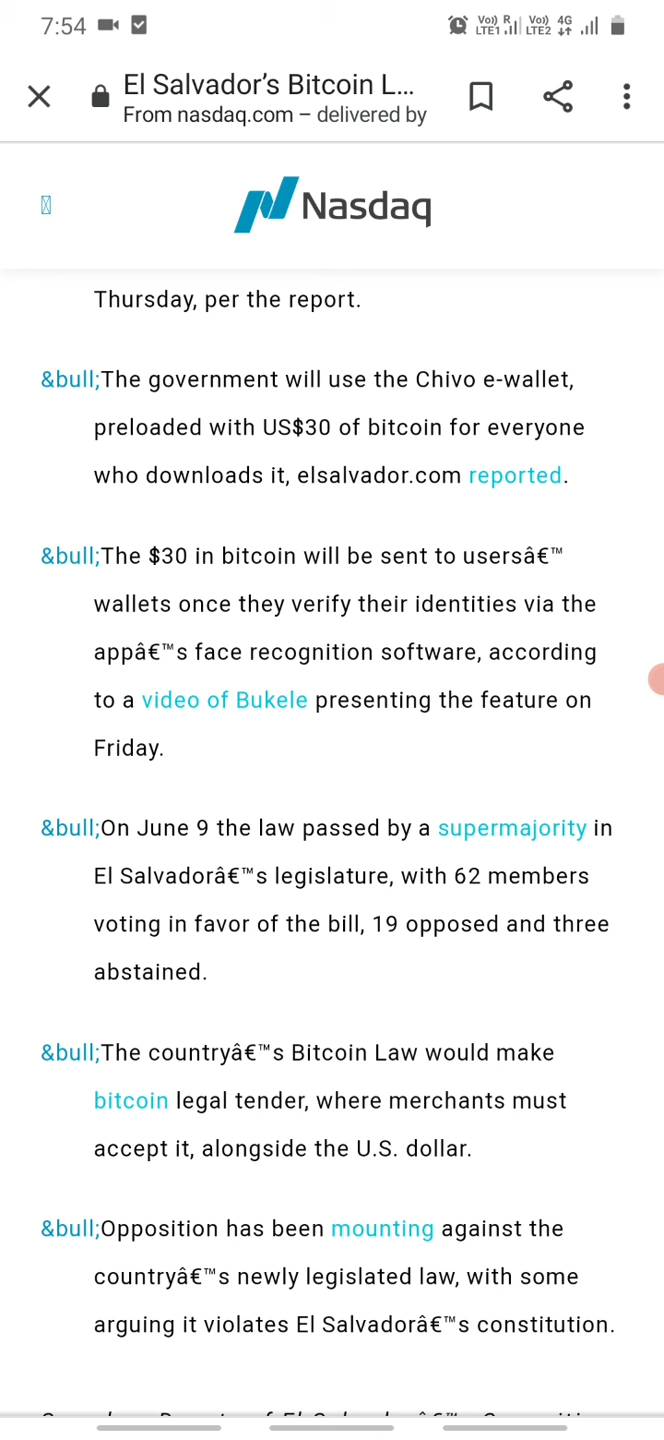 7:54
Vo)) R LTE1 Vo)) LTE2 4G
El Salvador’s Bitcoin L...
From nasdaq.com – delivered by
Nasdaq
Thursday, per the report.
&bull;The government will use the Chivo e-wallet,
preloaded with US$30 of bitcoin for everyone
who downloads it, elsalvador.com reported.
&bull;The $30 in bitcoin will be sent to usersâ€™
wallets once they verify their identities via the
appâ€™s face recognition software, according
to a video of Bukele presenting the feature on
Friday.
&bull;On June 9 the law passed by a supermajority in
El Salvadorâ€™s legislature, with 62 members
voting in favor of the bill, 19 opposed and three
abstained.
&bull;The countryâ€™s Bitcoin Law would make
bitcoin legal tender, where merchants must
accept it, alongside the U.S. dollar.
&bull;Opposition has been mounting against the
countryâ€™s newly legislated law, with some
arguing it violates El Salvadorâ€™s constitution.